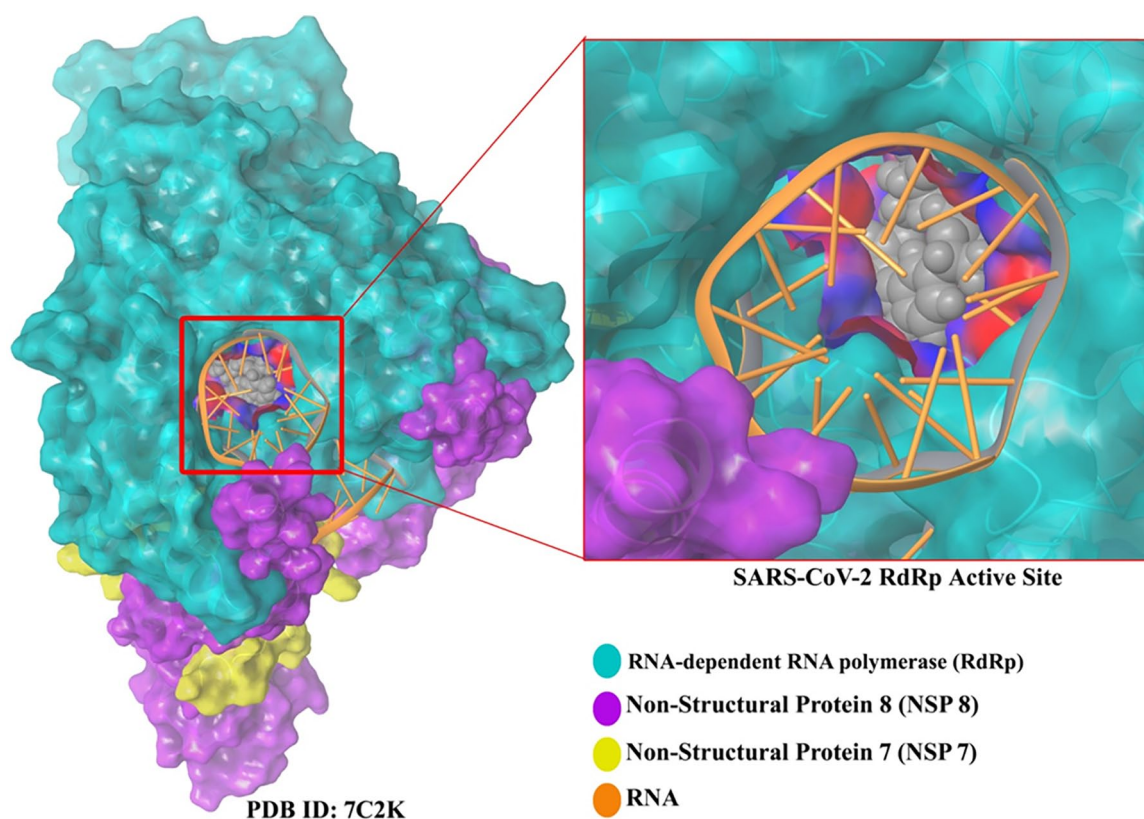 SARS-CoV-2 RdRp Active Site
RNA-dependent RNA polymerase (RdRp)
Non-Structural Protein 8 (NSP 8)
Non-Structural Protein 7 (NSP 7)
RNA
PDB ID: 7C2K